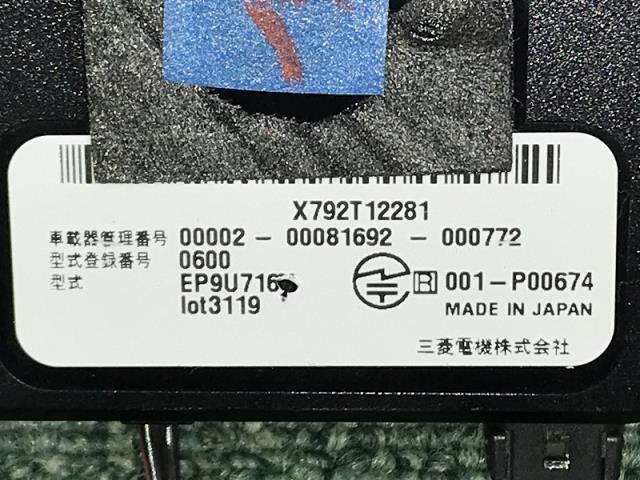 X792T12281
車載器管理番号 00002 - 00081692 - 000772
型式登録番号 0600
型式 EP9U716
lot3119
R 001-P00674
MADE IN JAPAN
三菱電機株式会社